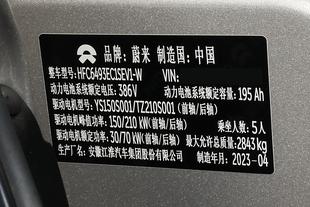 品牌：蔚来 制造国：中国
整车型号：HFC6493ECISEV1-W VIN:
动力电池系统额定电压：386V 动力电池系统额定容量：195 Ah
驱动电机型号：YS150S001/TZ210S001（前轴/后轴）
驱动电机峰值功率：150/210 kW（前轴/后轴） 乘坐人数：5人
驱动电机额定功率：30/70 kW（前轴/后轴） 最大允许总质量：2843 kg
生产厂名：安徽江淮汽车集团股份有限公司 制造年月：2023-04